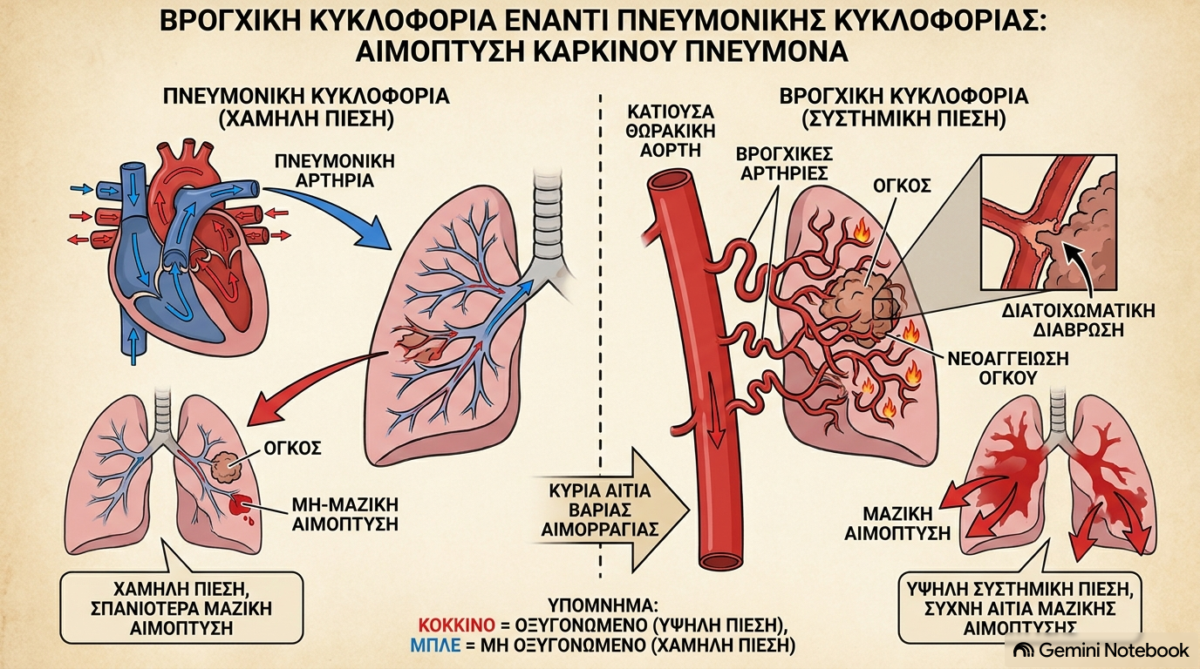 ΒΡΟΓΧΙΚΗ ΚΥΚΛΟΦΟΡΙΑ ΕΝΑΝΤΙ ΠΝΕΥΜΟΝΙΚΗΣ ΚΥΚΛΟΦΟΡΙΑΣ:
ΑΙΜΟΠΤΥΣΗ ΚΑΡΚΙΝΟΥ ΠΝΕΥΜΟΝΑ
ΠΝΕΥΜΟΝΙΚΗ ΚΥΚΛΟΦΟΡΙΑ
(ΧΑΜΗΛΗ ΠΙΕΣΗ)
ΠΝΕΥΜΟΝΙΚΗ
ΑΡΤΗΡΙΑ
ΟΓΚΟΣ
ΜΗ-ΜΑΖΙΚΗ
ΑΙΜΟΠΤΥΣΗ
ΧΑΜΗΛΗ ΠΙΕΣΗ,
ΣΠΑΝΙΟΤΕΡΑ ΜΑΖΙΚΗ
ΑΙΜΟΠΤΥΣΗ
ΒΡΟΓΧΙΚΗ ΚΥΚΛΟΦΟΡΙΑ
(ΣΥΣΤΗΜΙΚΗ ΠΙΕΣΗ)
ΚΑΤΙΟΥΣΑ
ΘΩΡΑΚΙΚΗ
ΑΟΡΤΗ
ΒΡΟΓΧΙΚΕΣ
ΑΡΤΗΡΙΕΣ
ΟΓΚΟΣ
ΔΙΑΤΟΙΧΩΜΑΤΙΚΗ
ΔΙΑΒΡΩΣΗ
ΝΕΟΑΓΓΕΙΩΣΗ
ΟΓΚΟΥ
ΚΥΡΙΑ ΑΙΤΙΑ
ΒΑΡΙΑΣ
ΑΙΜΟΡΡΑΓΙΑΣ
ΜΑΖΙΚΗ
ΑΙΜΟΠΤΥΣΗ
ΥΨΗΛΗ ΣΥΣΤΗΜΙΚΗ ΠΙΕΣΗ,
ΣΥΧΝΗ ΑΙΤΙΑ ΜΑΖΙΚΗΣ
ΑΙΜΟΠΤΥΣΗΣ
ΥΠΟΜΝΗΜΑ:
ΚΟΚΚΙΝΟ = ΟΞΥΓΟΝΩΜΕΝΟ (ΥΨΗΛΗ ΠΙΕΣΗ),
ΜΠΛΕ = ΜΗ ΟΞΥΓΟΝΩΜΕΝΟ (ΧΑΜΗΛΗ ΠΙΕΣΗ)
Gemini Notebook